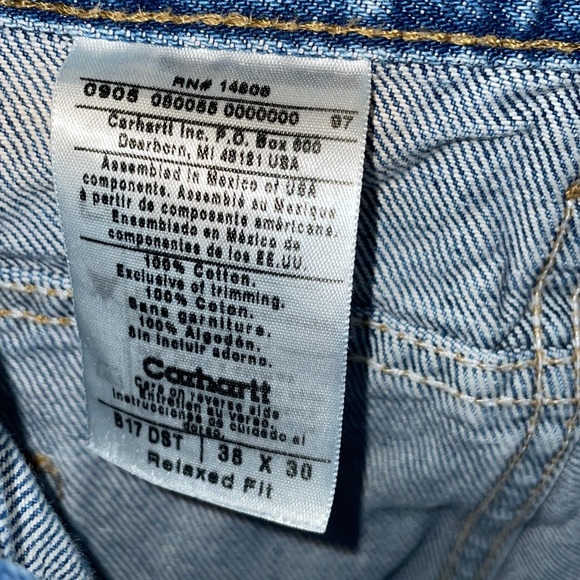 RN# 14806
0905 080055 0000000 97
Carhartt Inc. P.O. Box 600
Dearborn, MI 48121 USA
Assembled in Mexico of USA
components. Assemblé au Mexique
à partir de composants américains.
Ensamblado en México de
componentes de los EE.UU.
100% Cotton.
Exclusive of trimming.
100% Coton.
Sans garniture.
100% Algodón.
Sin incluir adorno.
Carhartt
Care on reverse side
Entretien au verso.
Instrucciones de cuidado al
dorso.
B17 DST 38 X 30
Relaxed Fit